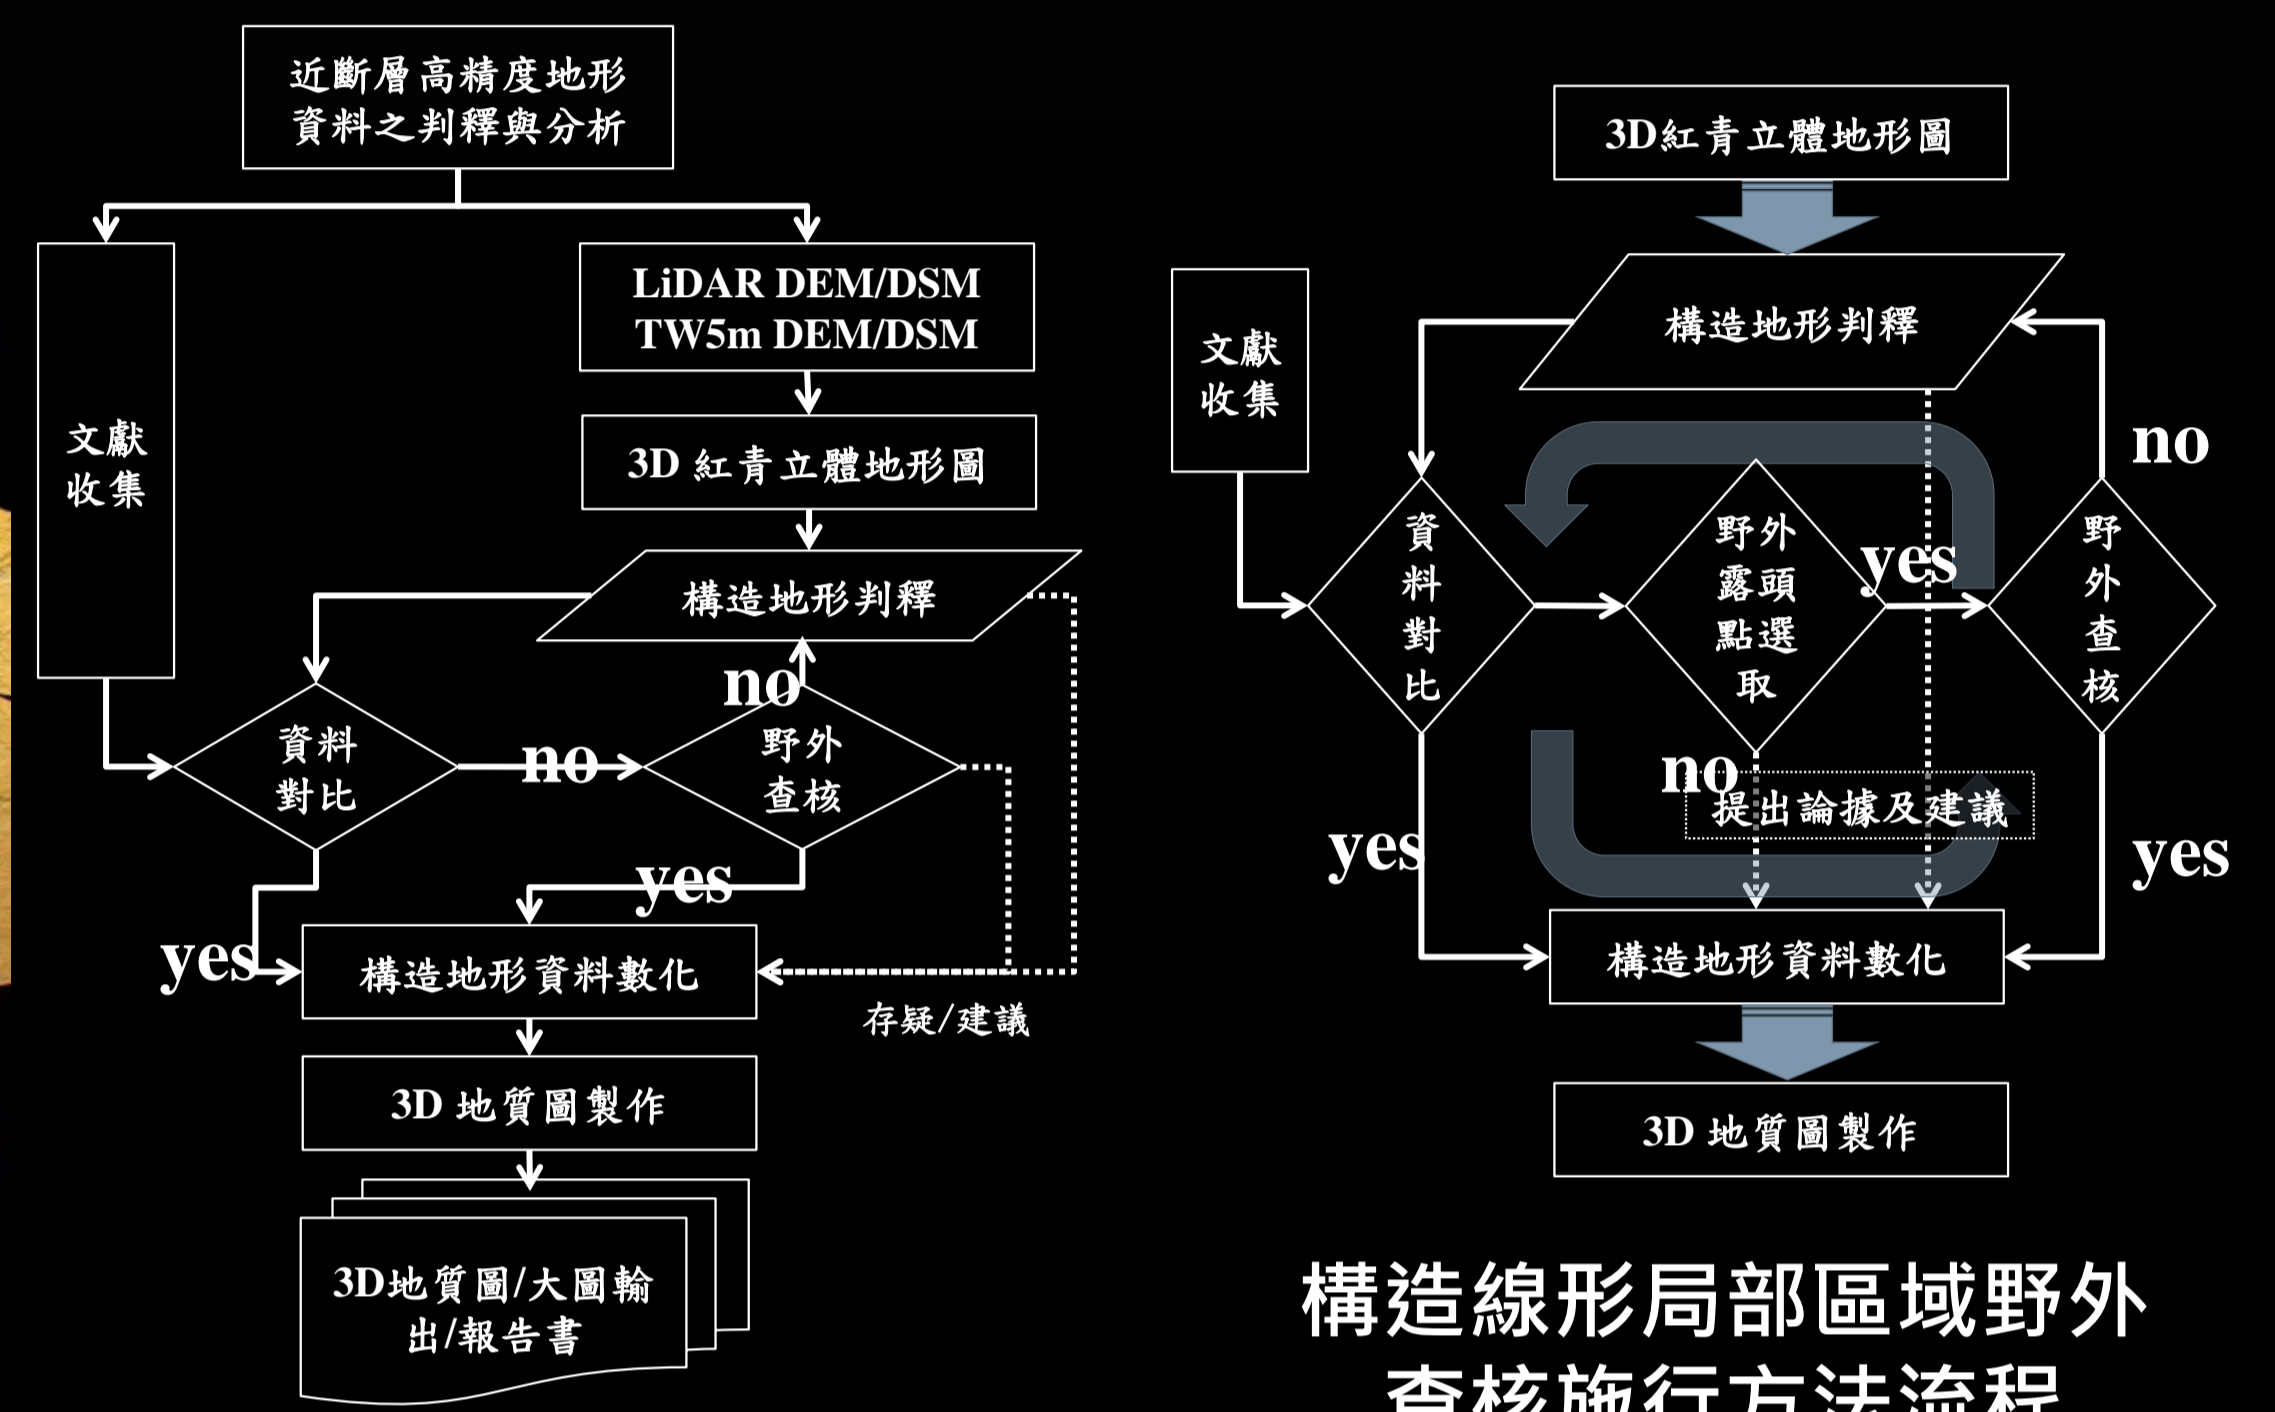 近斷層高精度地形
資料之判釋與分析
文獻
收集
LiDAR DEM/DSM
TW5m DEM/DSM
3D 紅青立體地形圖
構造地形判釋
資料
對比
no
野外
查核
no
yes
yes
構造地形資料數化
存疑/建議
3D 地質圖製作
3D地質圖/大圖輸
出/報告書
3D紅青立體地形圖
構造地形判釋
文獻
收集
資
料
對
比
野外
露頭
點選
取
yes
野
外
查
核
no
no
提出論據及建議
yes
yes
構造地形資料數化
3D 地質圖製作
構造線形局部區域野外
查核施行方法流程